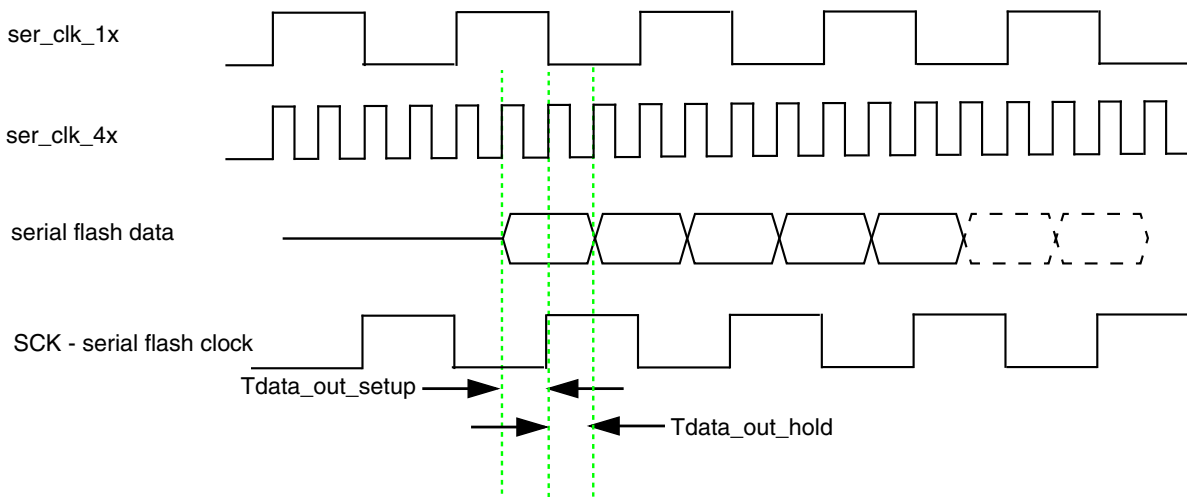 ser_clk_1x
ser_clk_4x
serial flash data
SCK - serial flash clock
Tdata_out_setup
Tdata_out_hold